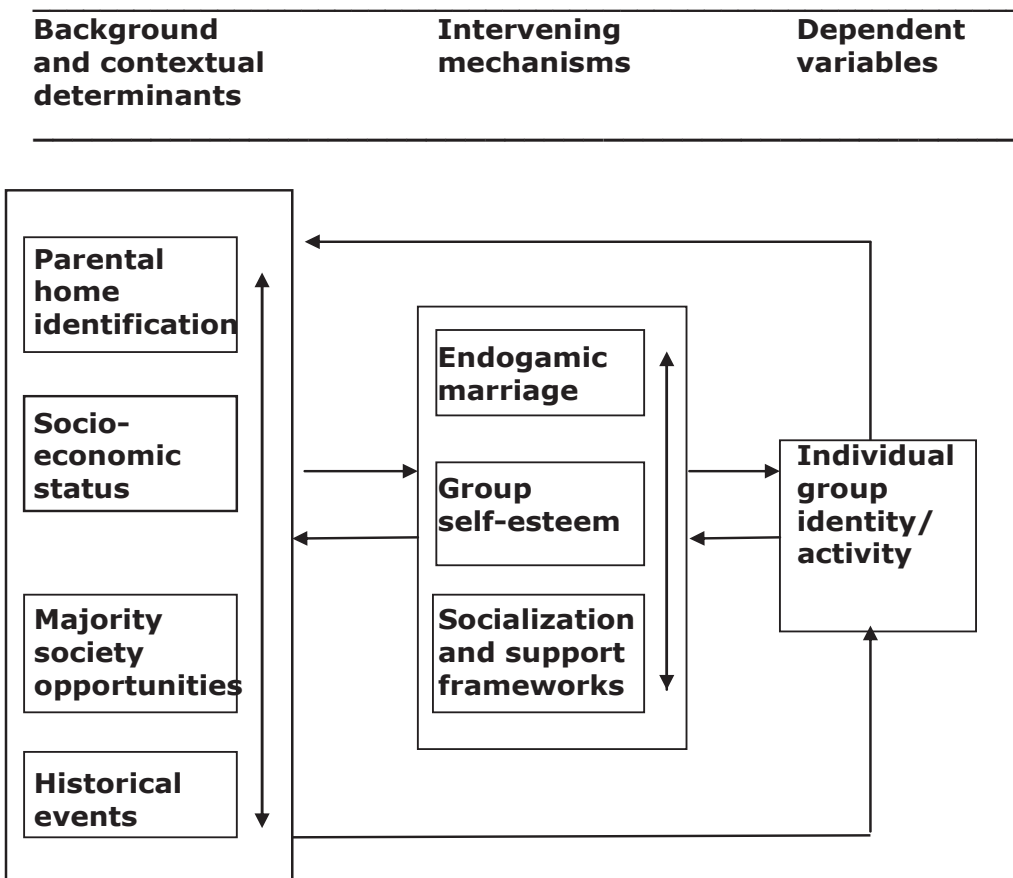 Background
and contextual
determinants
Intervening
mechanisms
Dependent
variables
Parental
home
identification
Socio-
economic
status
Majority
society
opportunities
Historical
events
Endogamic
marriage
Group
self-esteem
Socialization
and support
frameworks
Individual
group
identity/
activity